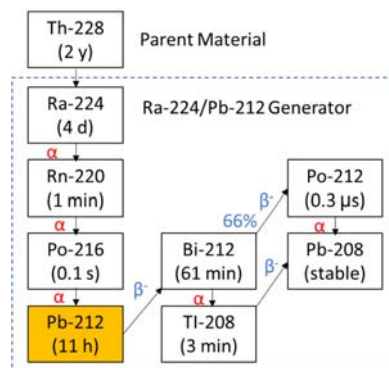 Th-228
(2 y)
Parent Material
Ra-224
(4 d)
Ra-224/Pb-212 Generator
α
Rn-220
(1 min)
α
Po-216
(0.1 s)
α
Pb-212
(11 h)
β-
Bi-212
(61 min)
66%
β-
Po-212
(0.3 µs)
α
α
β-
Pb-208
(stable)
TI-208
(3 min)